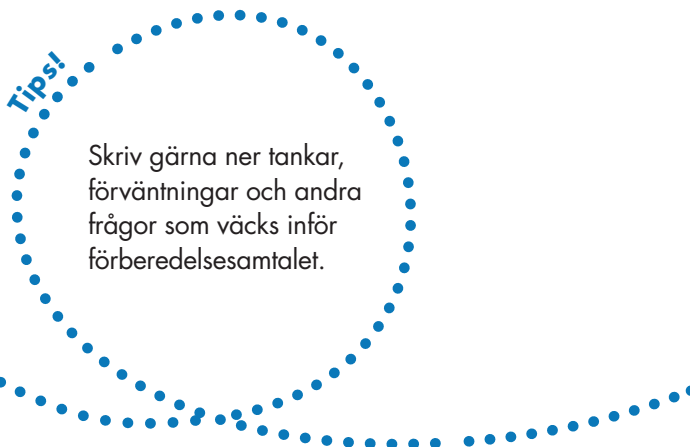 Tips!
Skriv gärna ner tankar,
förväntningar och andra
frågor som väcks inför
förberedelsesamtalet.